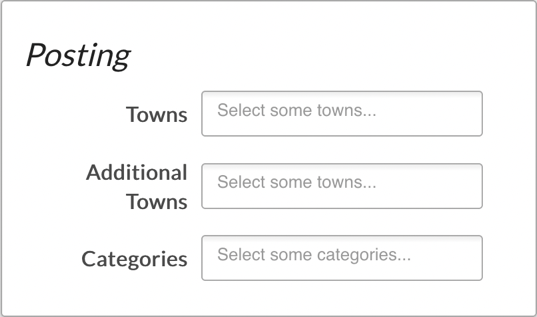 Posting
Towns Select some towns...
Additional
Towns Select some towns...
Categories Select some categories...